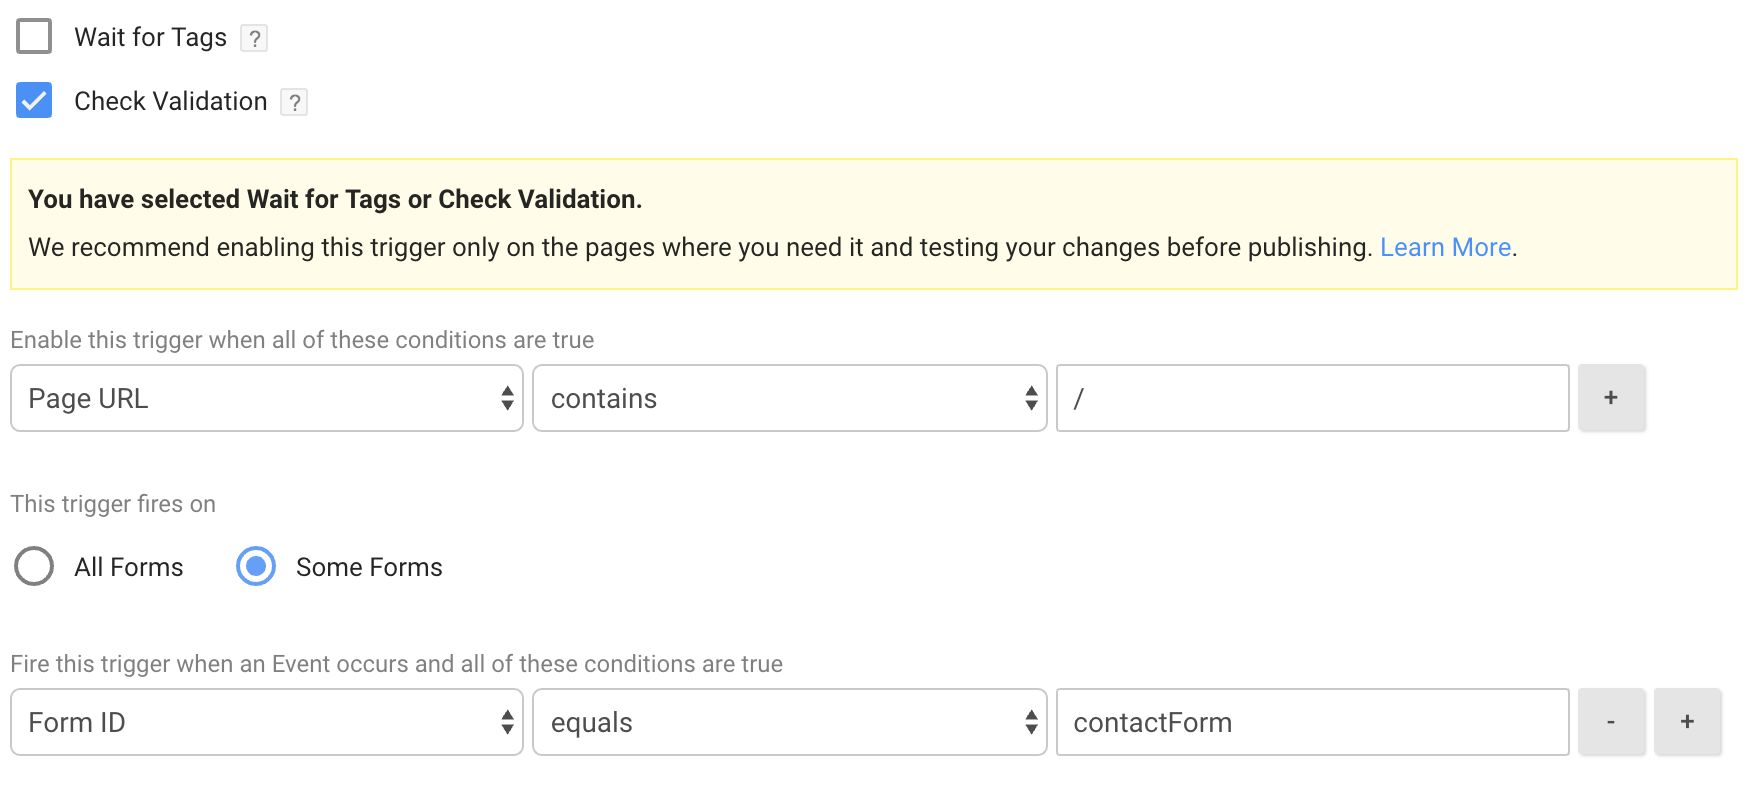 Wait for Tags ?
Check Validation ?
You have selected Wait for Tags or Check Validation.
We recommend enabling this trigger only on the pages where you need it and testing your changes before publishing. Learn More.
Enable this trigger when all of these conditions are true
Page URL contains / +
This trigger fires on
All Forms Some Forms
Fire this trigger when an Event occurs and all of these conditions are true
Form ID equals contactForm - +